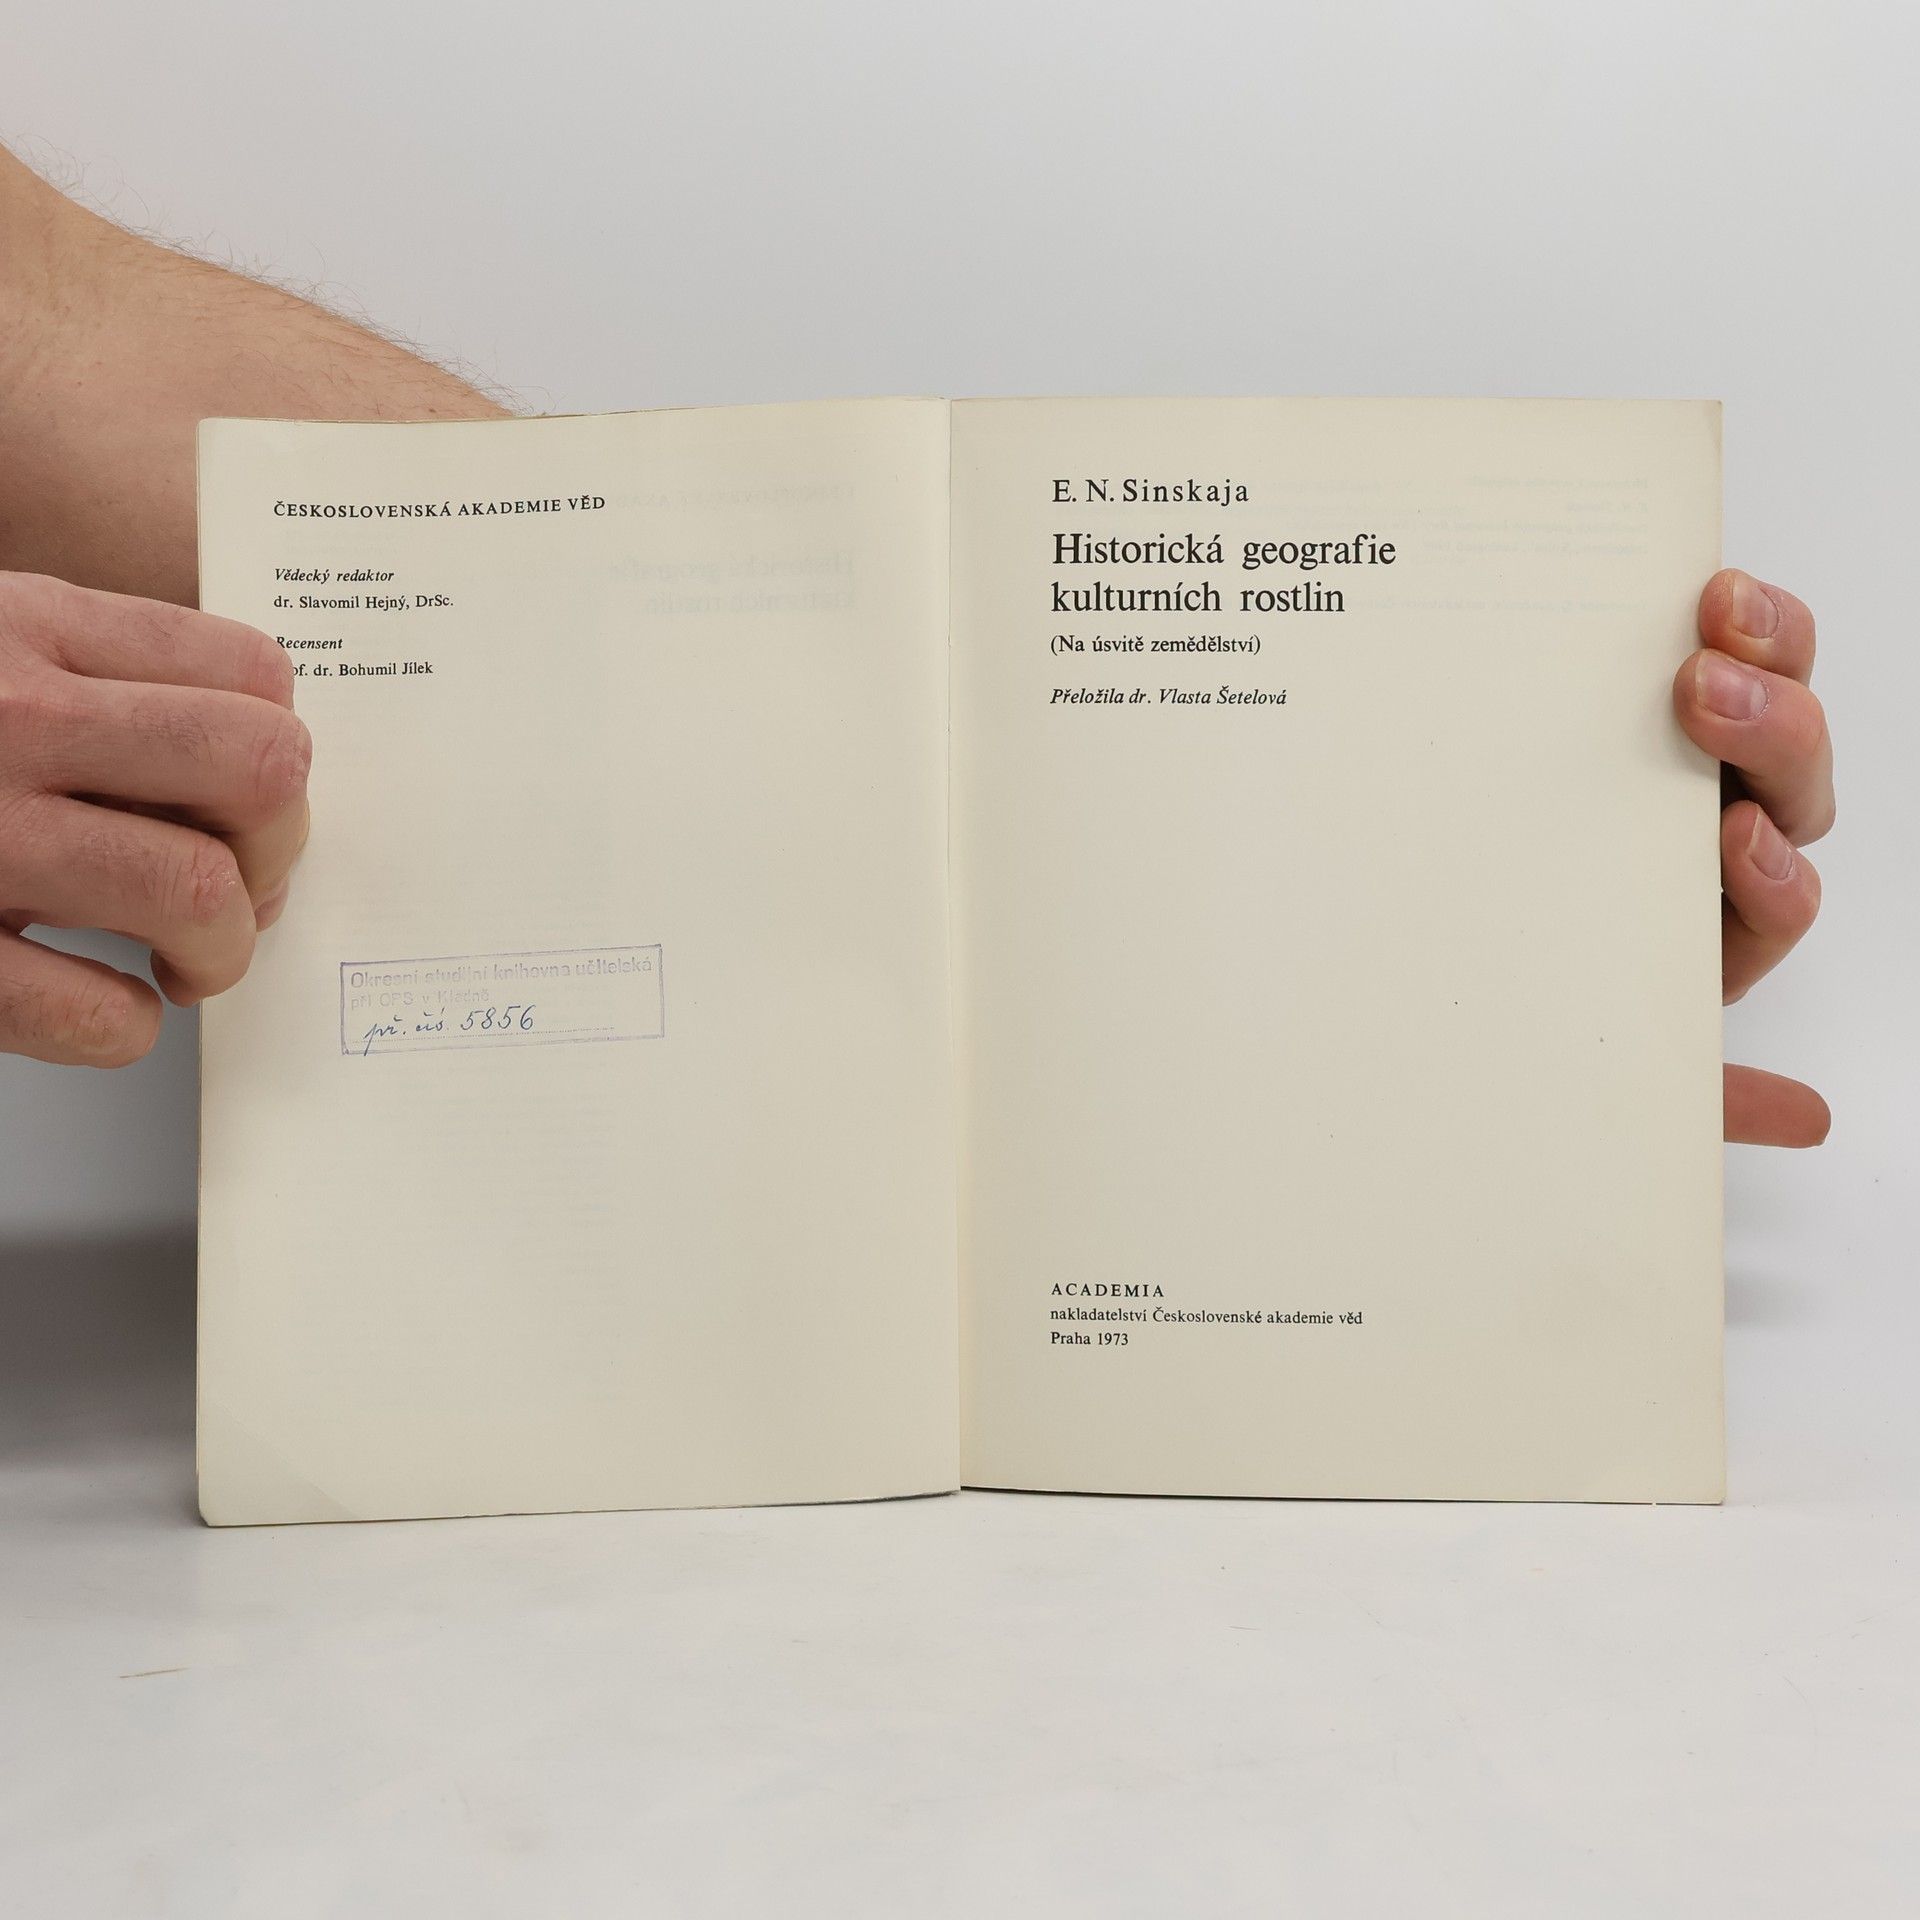 ČESKOSLOVENSKÁ AKADEMIE VĚD
Vědecký redaktor
dr. Slavomil Hejný, DrSc.
Recensent
of. dr. Bohumil Jílek
Okresní studijní knihovna učitelská
při OPS v Kladně
př. čís. 5856
E. N. Sinskaja
Historická geografie
kulturních rostlin
(Na úsvitě zemědělství)
Přeložila dr. Vlasta Šetelová
ACADEMIA
nakladatelství Československé akademie věd
Praha 1973